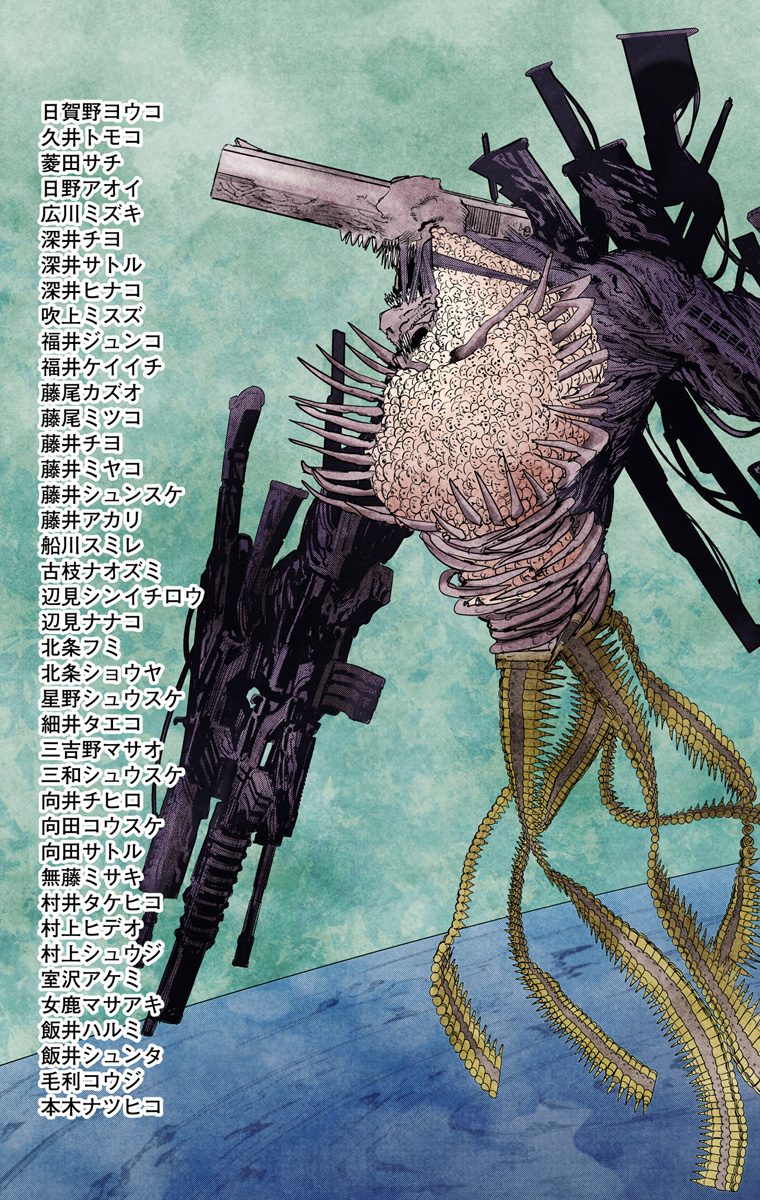 日賀野ヨウコ
久井トモコ
菱田サチ
日野アオイ
広川ミズキ
深井チヨ
深井サトル
深井ヒナコ
吹上ミスズ
福井ジュンコ
福井ケイイチ
藤尾カズオ
藤尾ミツコ
藤井チヨ
藤井ミヤコ
藤井シュンスケ
藤井アカリ
船川スミレ
古枝ナオズミ
辺見シンイチロウ
辺見ナナコ
北条フミ
北条ショウヤ
星野シュウスケ
細井タエコ
三吉野マサオ
三和シュウスケ
向井チヒロ
向田コウスケ
向田サトル
無藤ミサキ
村井タケヒコ
村上ヒデオ
村上シュウジ
室沢アケミ
女鹿マサアキ
飯井ハルミ
飯井シュンタ
毛利コウジ
本木ナツヒコ